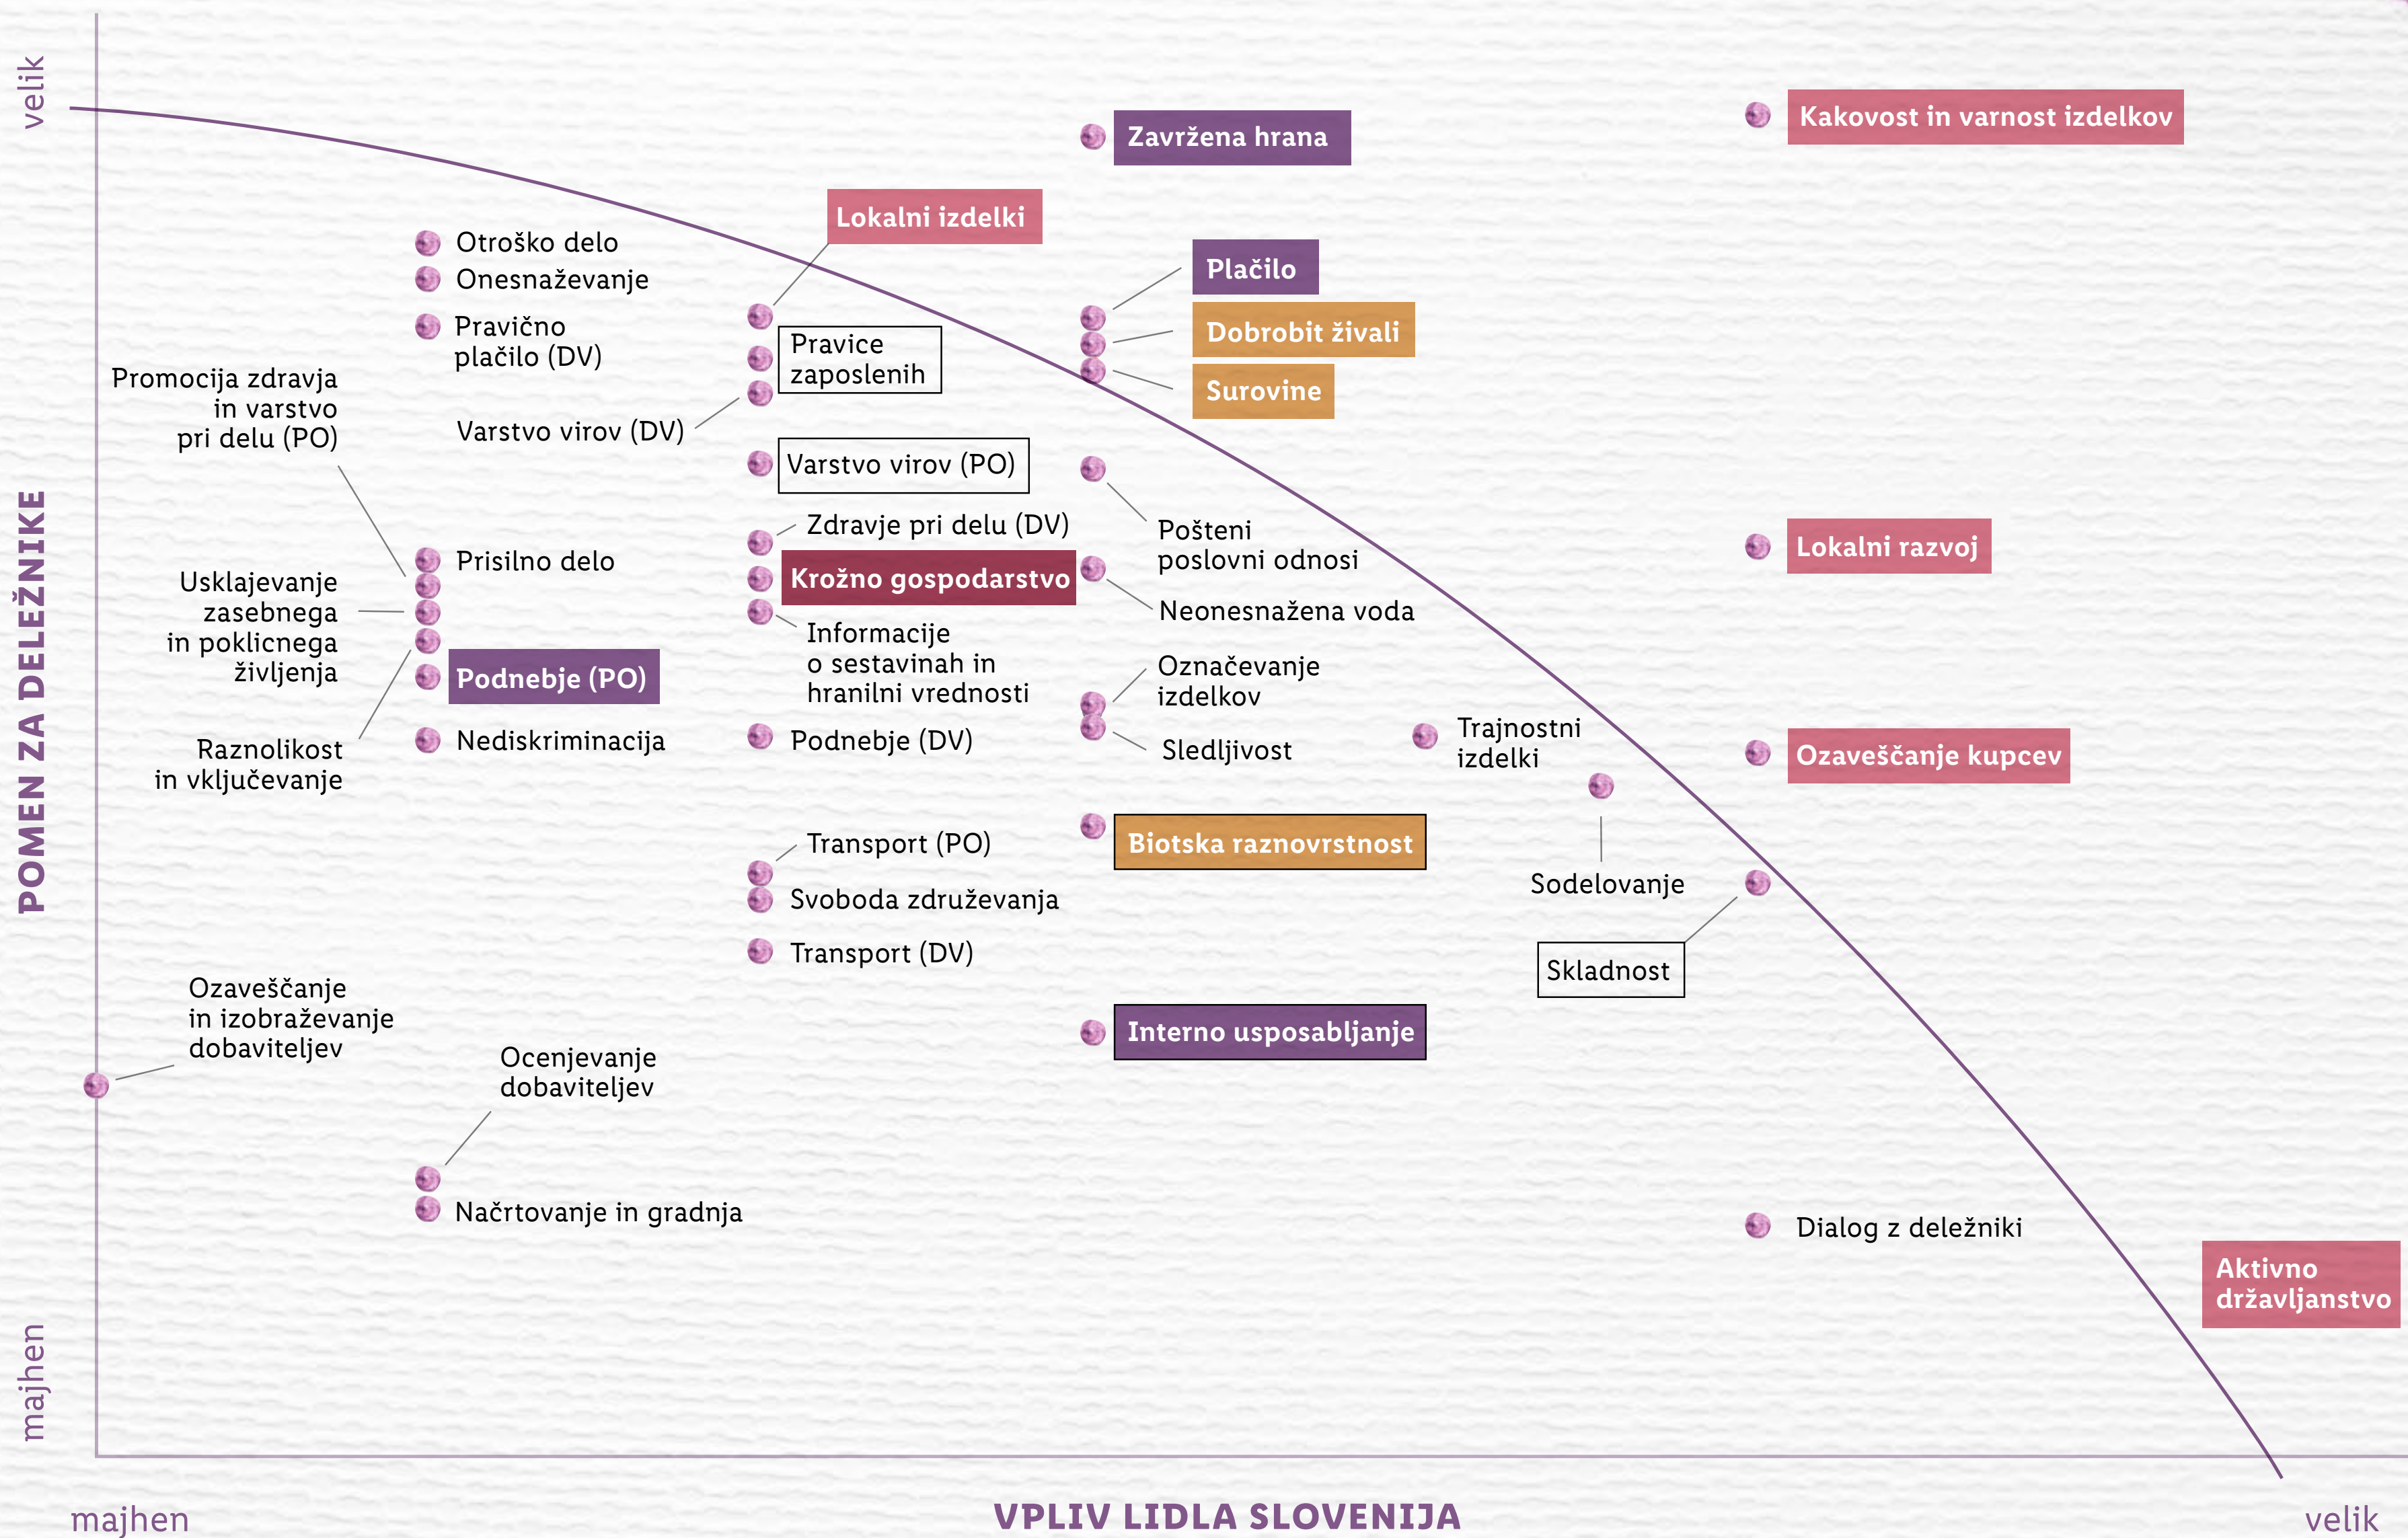 velik
Zavržena hrana
Kakovost in varnost izdelkov
Lokalni izdelki
Otroško delo
Onesnaževanje
Pravično
plačilo (DV)
Plačilo
Dobrobit živali
Surovine
Pravice
zaposlenih
Promocija zdravja
in varstvo
pri delu (PO)
Varstvo virov (DV)
Varstvo virov (PO)
POMEN ZA DELEŽNIKE
Zdravje pri delu (DV)
Pošteni
poslovni odnosi
Lokalni razvoj
Prisilno delo
Krožno gospodarstvo
Neonesnažena voda
Usklajevanje
zasebnega
in poklicnega
življenja
Informacije
o sestavinah in
hranilni vrednosti
Podnebje (PO)
Označevanje
izdelkov
Raznolikost
in vključevanje
Nediskriminacija
Podnebje (DV)
Sledljivost
Trajnostni
izdelki
Ozaveščanje kupcev
Transport (PO)
Biotska raznovrstnost
Svoboda združevanja
Sodelovanje
Transport (DV)
Skladnost
Ozaveščanje
in izobraževanje
dobaviteljev
Interno usposabljanje
Ocenjevanje
dobaviteljev
Načrtovanje in gradnja
Dialog z deležniki
Aktivno
državljanstvo
majhen
majhen
VPLIV LIDLA SLOVENIJA
velik